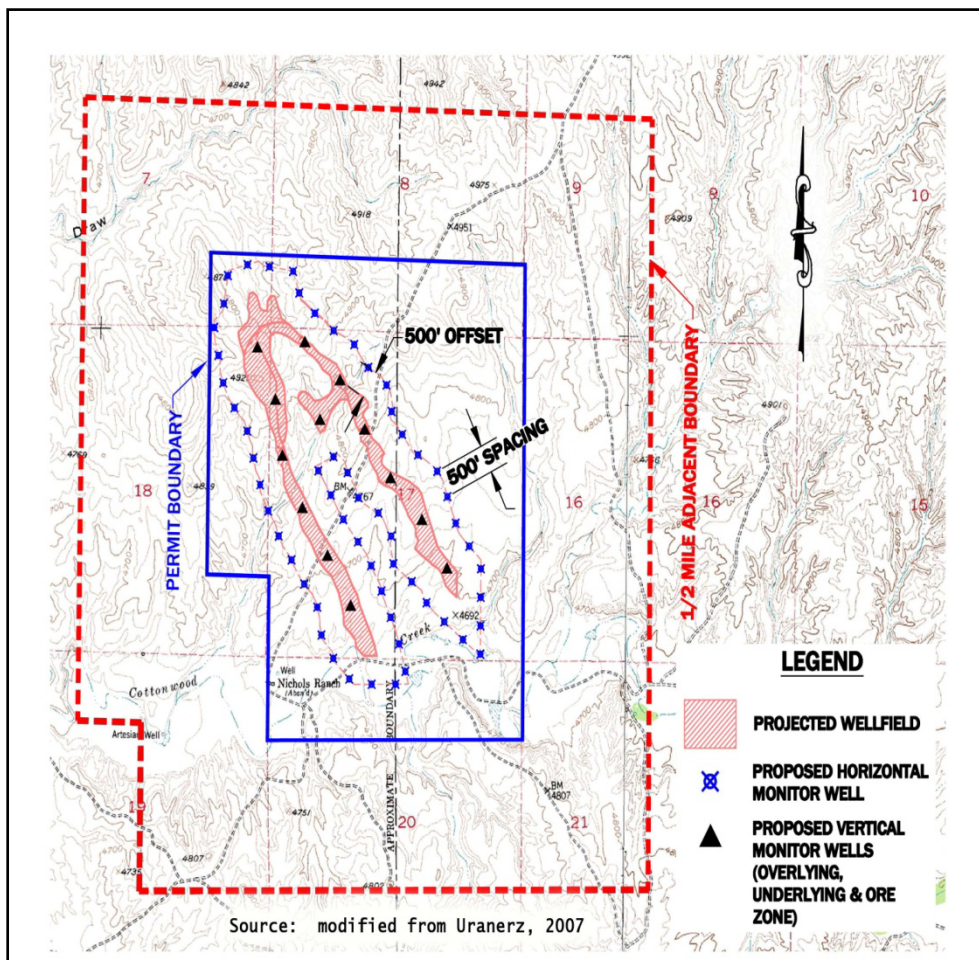 4842
4942
7
8
9
9
10
4975
4918
4951
4909
Draw
500' OFFSET
PERMIT BOUNDARY
500' SPACING
1/2 MILE ADJACENT BOUNDARY
4901
4769
18
BM
17
16
16
15
×4692
Creek
Well
Nichols Ranch
(Aban'd)
Cottonwood
Artesian Well
APPROXIMATE BOUNDARY
4751
BM
4807
20
21
4807
4735
4802
LEGEND
PROJECTED WELLFIELD
PROPOSED HORIZONTAL
MONITOR WELL
PROPOSED VERTICAL
MONITOR WELLS
(OVERLYING,
UNDERLYING & ORE
ZONE)
Source: modified from Uranerz, 2007